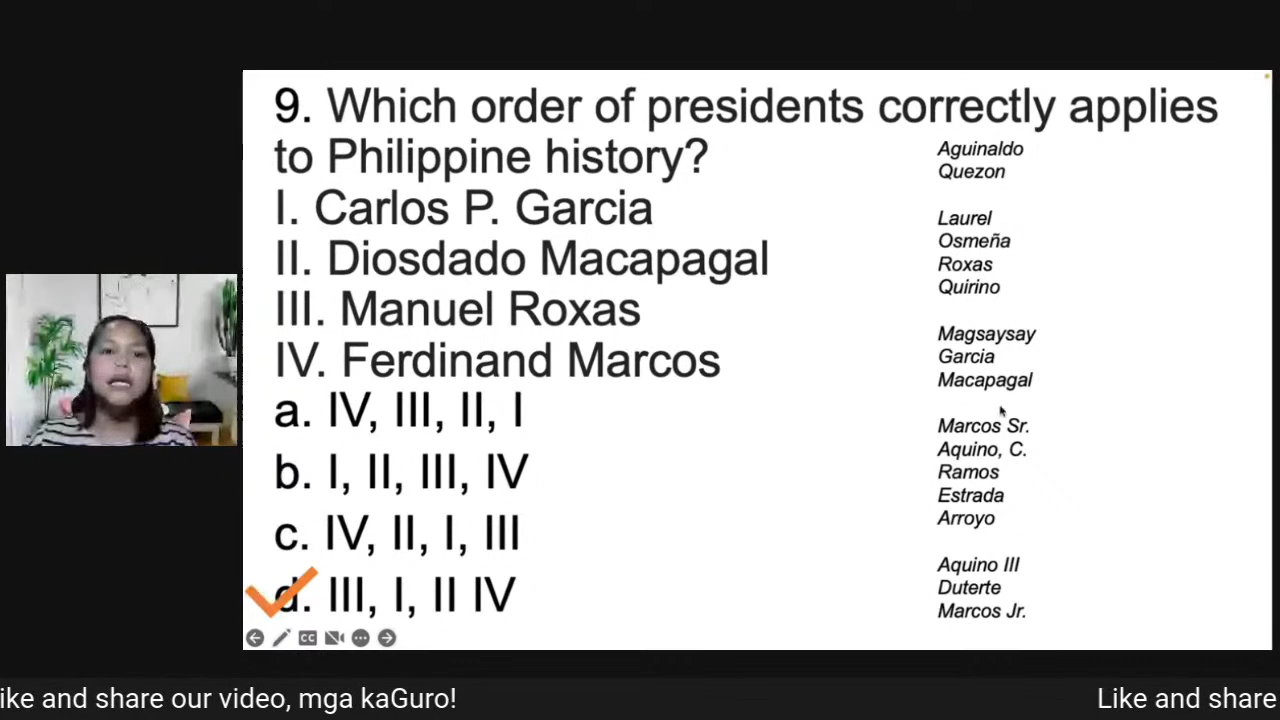 9. Which order of presidents correctly applies
to Philippine history?
I. Carlos P. Garcia
II. Diosdado Macapagal
III. Manuel Roxas
IV. Ferdinand Marcos
a. IV, III, II, I
b. I, II, III, IV
c. IV, II, I, III
d. III, I, II IV
Aguinaldo
Quezon
Laurel
Osmeña
Roxas
Quirino
Magsaysay
Garcia
Macapagal
Marcos Sr.
Aquino, C.
Ramos
Estrada
Arroyo
Aquino III
Duterte
Marcos Jr.
CC
ike and share our video, mga kaGuro! Like and share